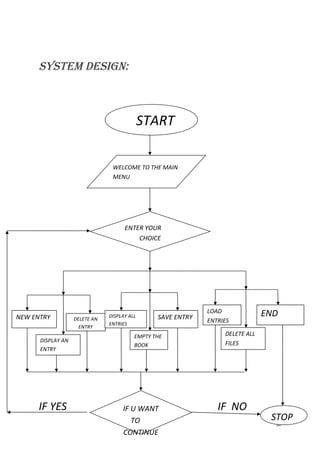 SYSTEM DESIGN:
START
WELCOME TO THE MAIN
MENU
ENTER YOUR
CHOICE
NEW ENTRY
DISPLAY AN
ENTRY
DELETE AN
ENTRY
DISPLAY ALL
ENTRIES
EMPTY THE
BOOK
SAVE ENTRY
LOAD
ENTRIES
DELETE ALL
FILES
END
IF YES
IF U WANT
TO
CONTINUE
IF NO
STOP